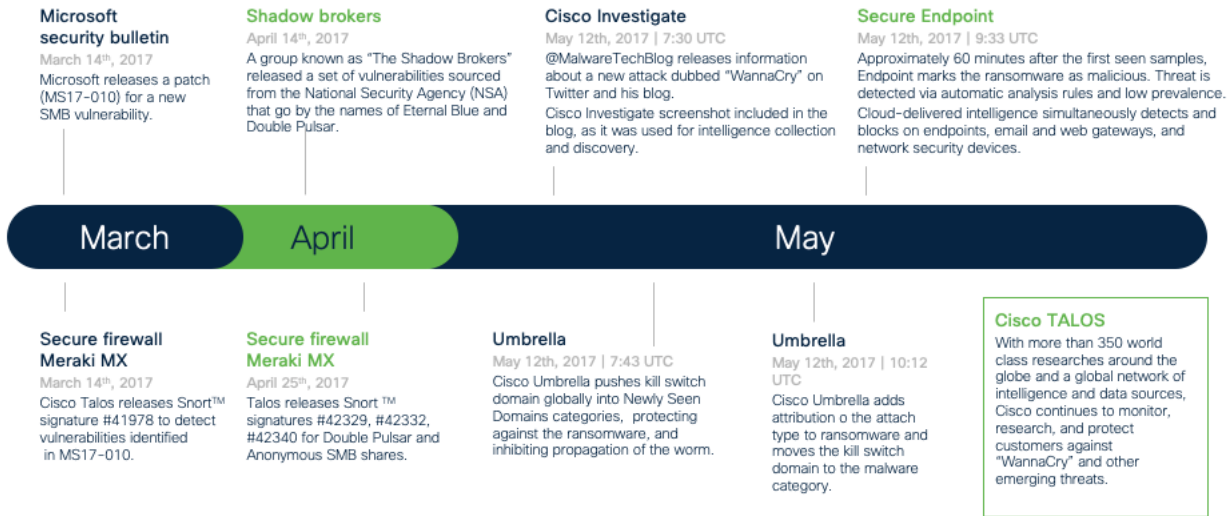 Microsoft
security bulletin
March 14th, 2017
Microsoft releases a patch
(MS17-010) for a new
SMB vulnerability.
Shadow brokers
April 14th, 2017
A group known as “The Shadow Brokers”
released a set of vulnerabilities sourced
from the National Security Agency (NSA)
that go by the names of Eternal Blue and
Double Pulsar.
Cisco Investigate
May 12th, 2017 | 7:30 UTC
@MalwareTechBlog releases information
about a new attack dubbed “WannaCry” on
Twitter and his blog.
Cisco Investigate screenshot included in the
blog, as it was used for intelligence collection
and discovery.
Secure Endpoint
May 12th, 2017 | 9:33 UTC
Approximately 60 minutes after the first seen samples,
Endpoint marks the ransomware as malicious. Threat is
detected via automatic analysis rules and low prevalence.
Cloud-delivered intelligence simultaneously detects and
blocks on endpoints, email and web gateways, and
network security devices.
March
April
May
Secure firewall
Meraki MX
March 14th, 2017
Cisco Talos releases Snort™
signature #41978 to detect
vulnerabilities identified
in MS17-010.
Secure firewall
Meraki MX
April 25th, 2017
Talos releases Snort ™
signatures #42329, #42332,
#42340 for Double Pulsar and
Anonymous SMB shares.
Umbrella
May 12th, 2017 | 7:43 UTC
Cisco Umbrella pushes kill switch
domain globally into Newly Seen
Domains categories, protecting
against the ransomware, and
inhibiting propagation of the worm.
Umbrella
May 12th, 2017 | 10:12
UTC
Cisco Umbrella adds
attribution o the attach
type to ransomware and
moves the kill switch
domain to the malware
category.
Cisco TALOS
With more than 350 world
class researches around the
globe and a global network of
intelligence and data sources,
Cisco continues to monitor,
research, and protect
customers against
“WannaCry” and other
emerging threats.